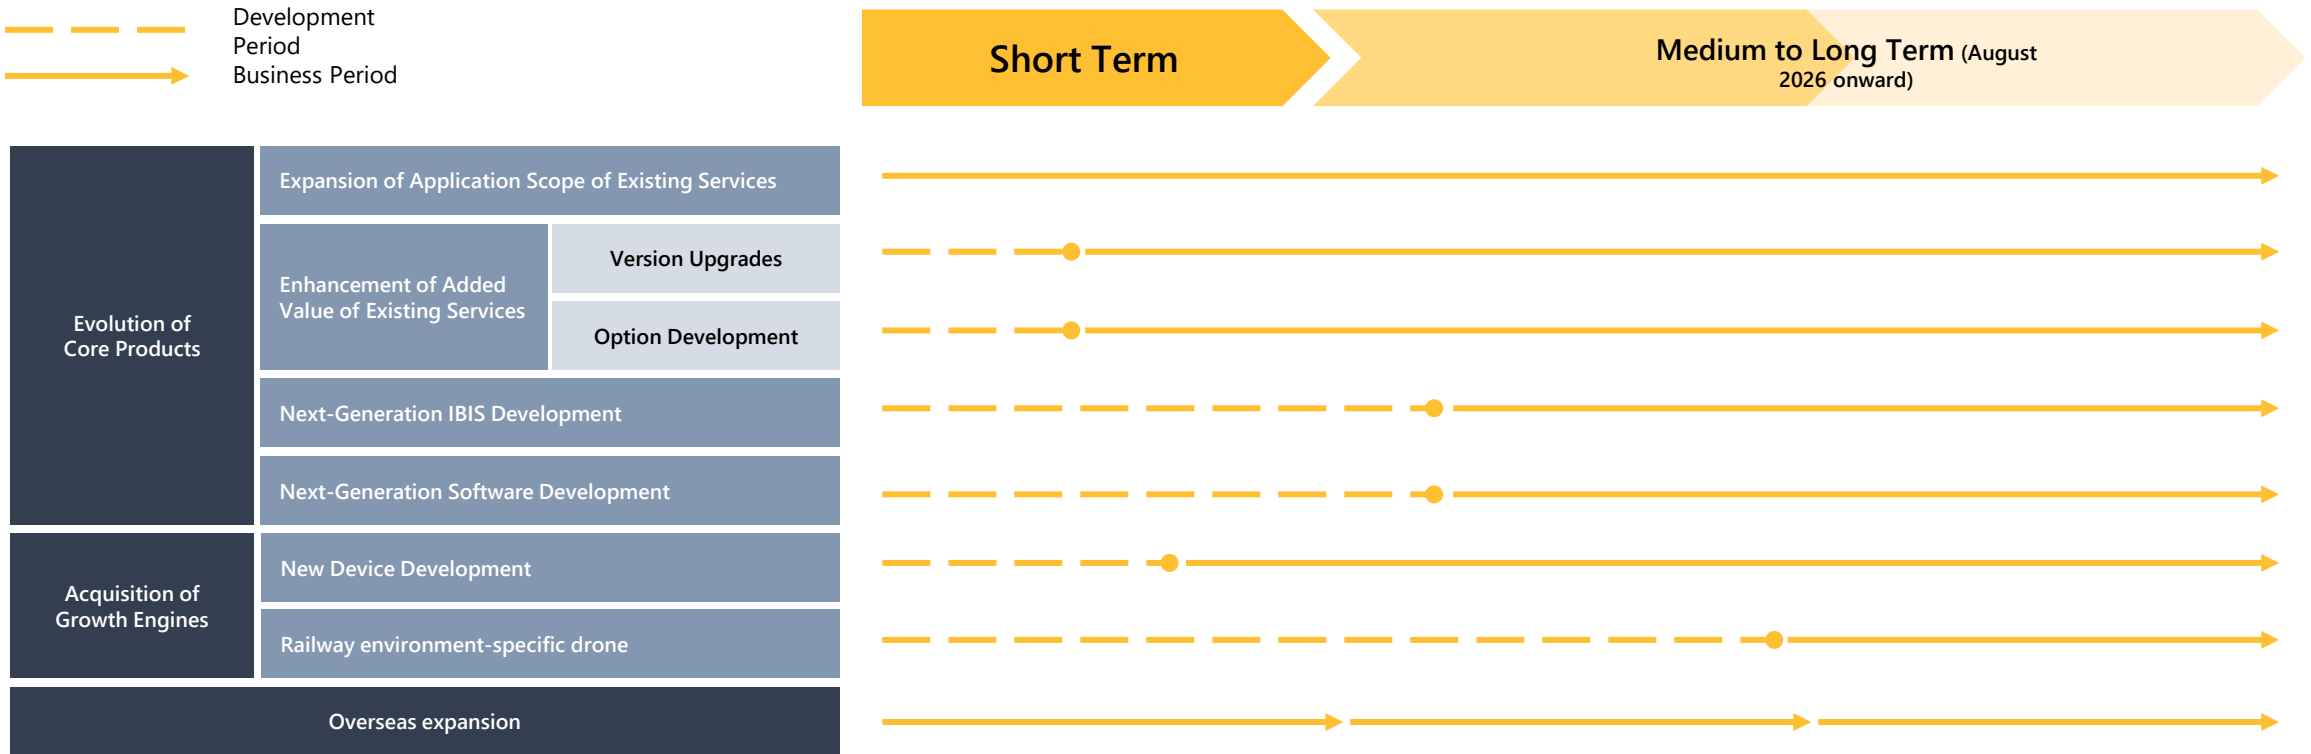 Development
Period
Business Period
Short Term
Medium to Long Term (August
2026 onward)
Evolution of
Core Products
Expansion of Application Scope of Existing Services
Enhancement of Added
Value of Existing Services
Version Upgrades
Option Development
Next-Generation IBIS Development
Next-Generation Software Development
Acquisition of
Growth Engines
New Device Development
Railway environment-specific drone
Overseas expansion